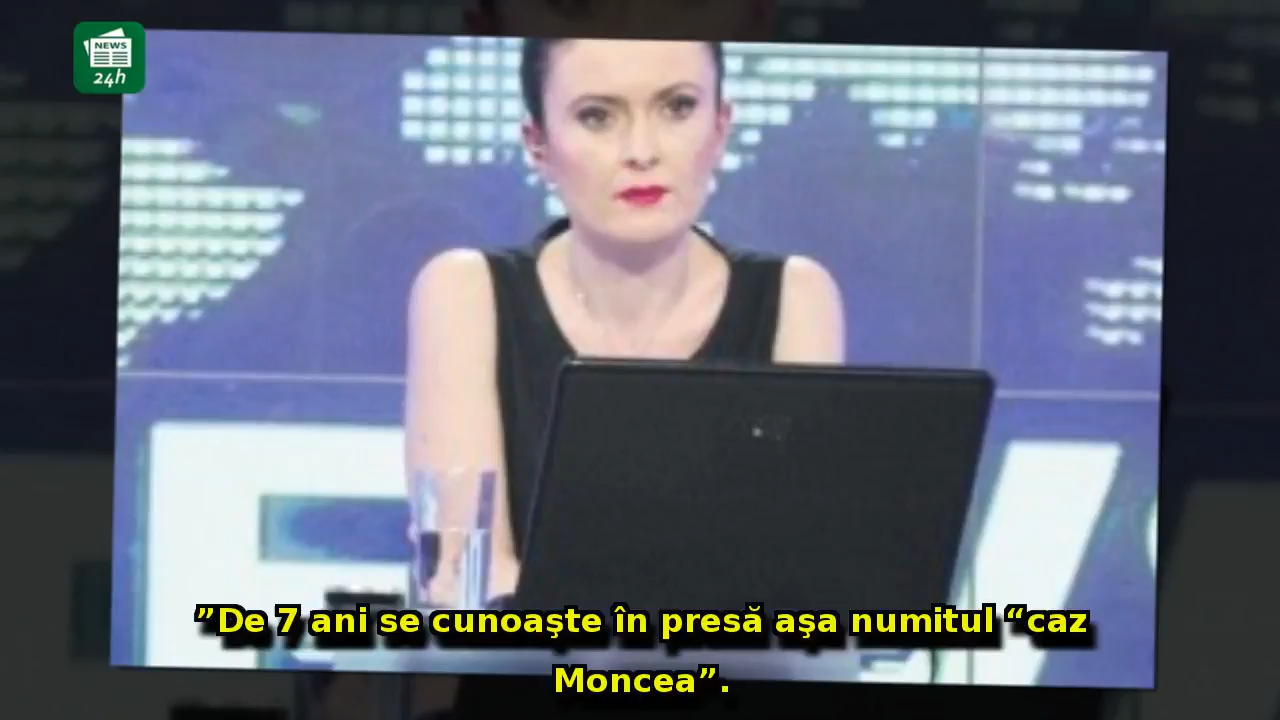 NEWS
24h
”De 7 ani se cunoaşte în presă aşa numitul “caz
Moncea”.